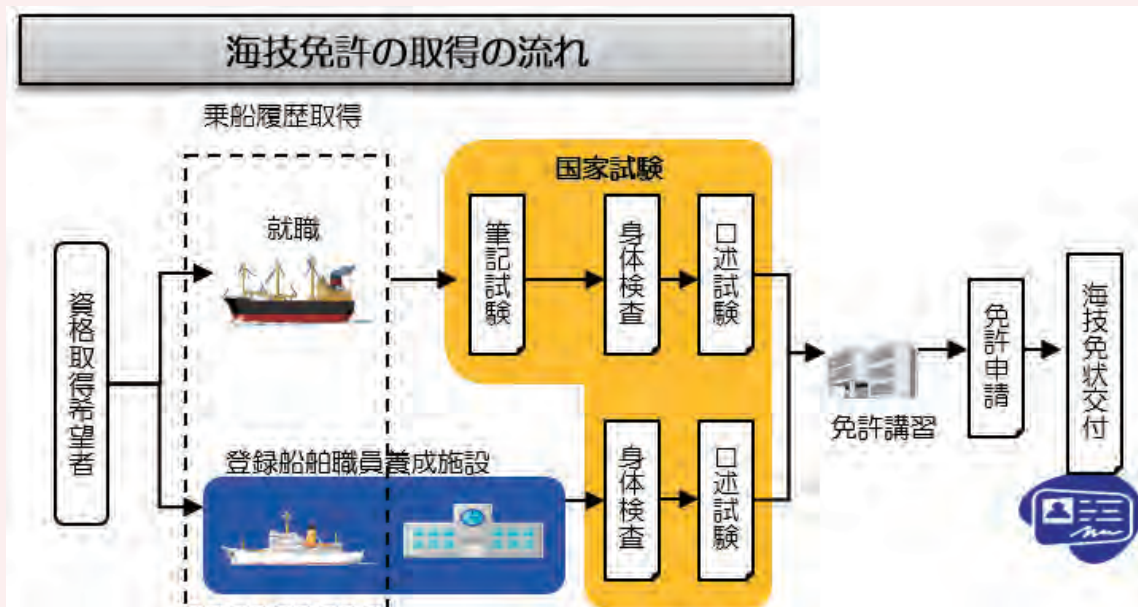 海技免許の取得の流れ
乗船履歴取得
国家試験
就職
資格取得希望者
筆記試験
身体検査
口述試験
登録船舶職員養成施設
身体検査
口述試験
免許講習
免許申請
海技免状交付